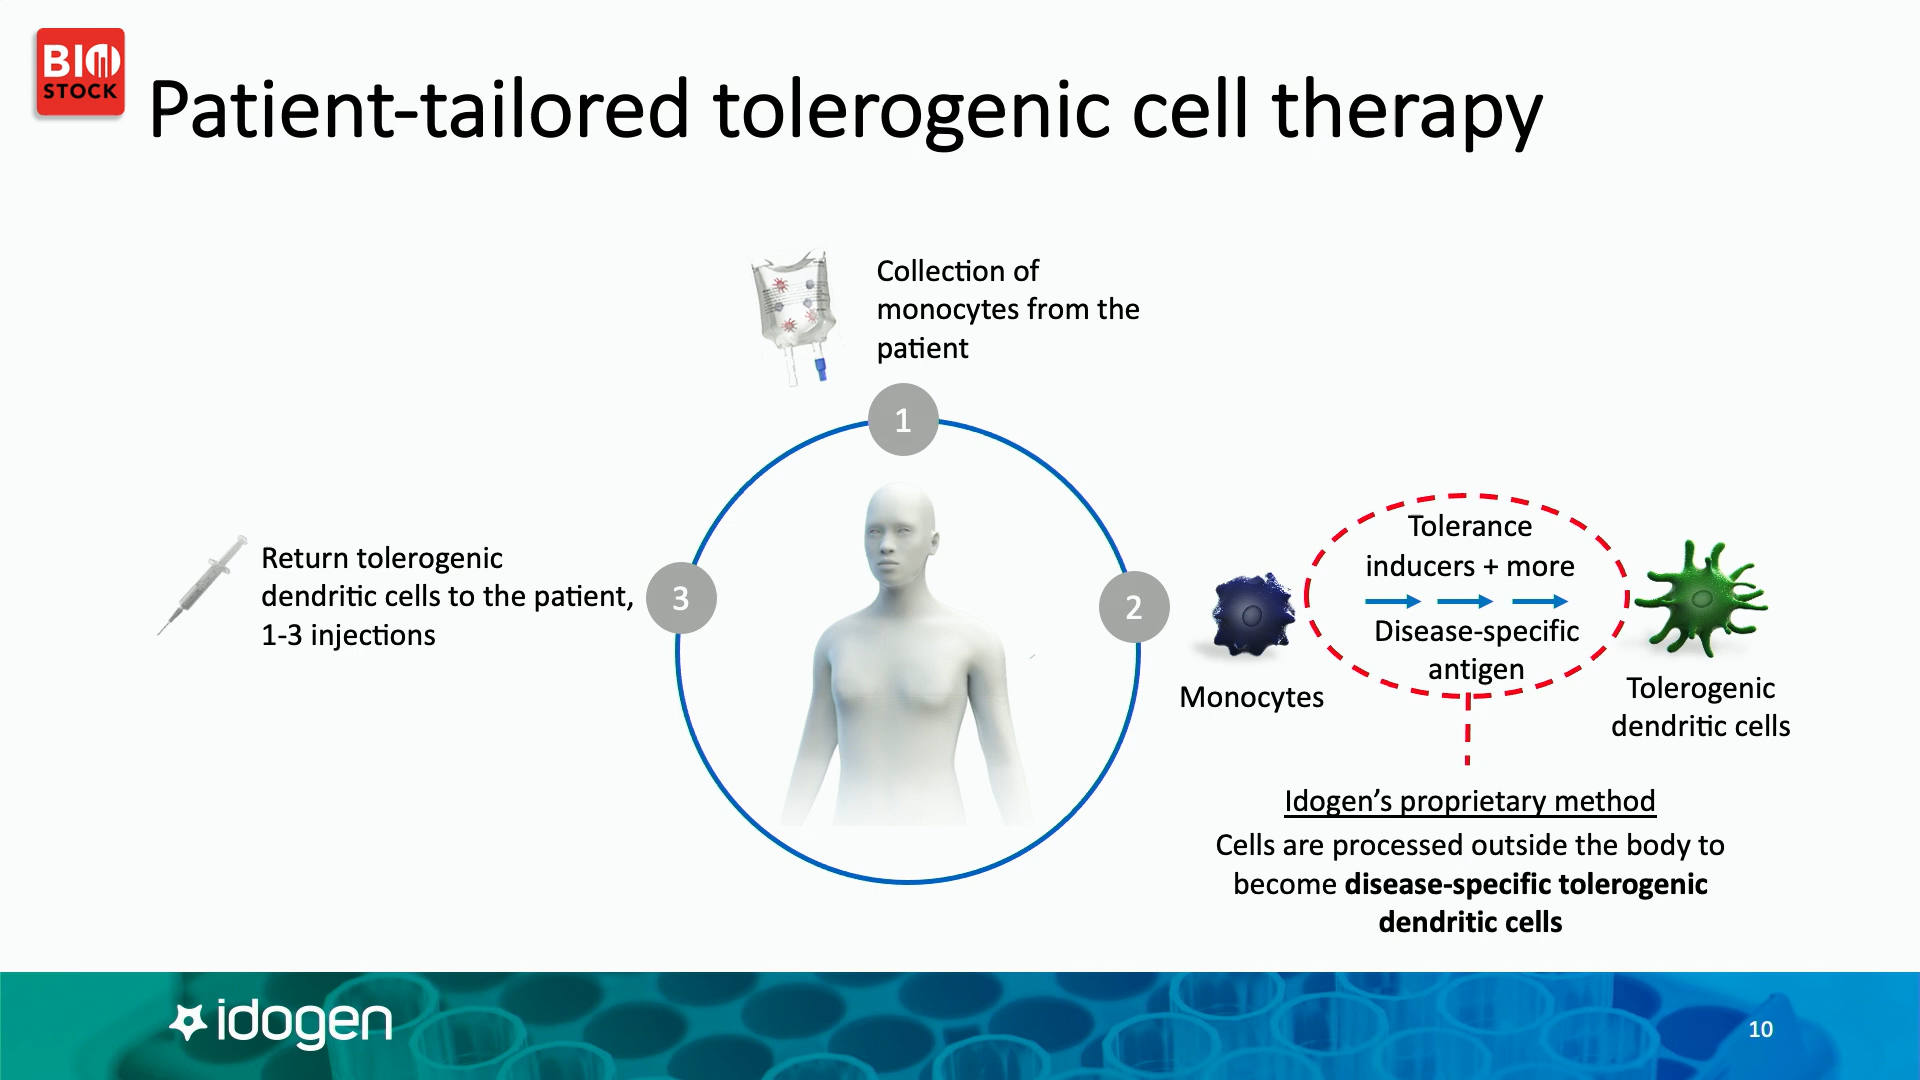 BIO
STOCK
Patient-tailored tolerogenic cell therapy
Collection of
monocytes from the
patient
1
Return tolerogenic
dendritic cells to the patient,
1-3 injections
3
2
Monocytes
Tolerance
inducers + more
Disease-specific
antigen
Tolerogenic
dendritic cells
Idogen’s proprietary method
Cells are processed outside the body to
become disease-specific tolerogenic
dendritic cells
idogen
10